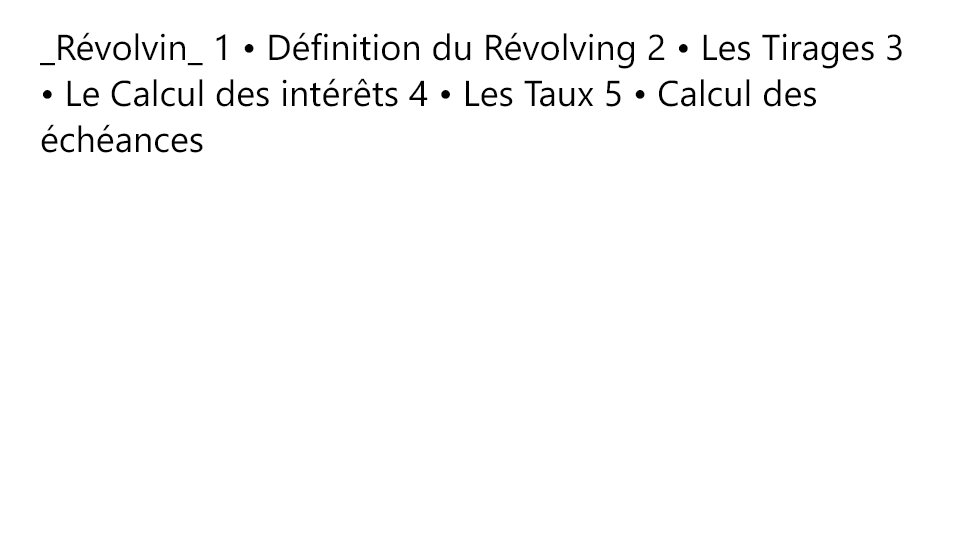 _Révolvin_ 1 • Définition du Révolving 2 • Les Tirages 3
• Le Calcul des intérêts 4 • Les Taux 5 • Calcul des
échéances